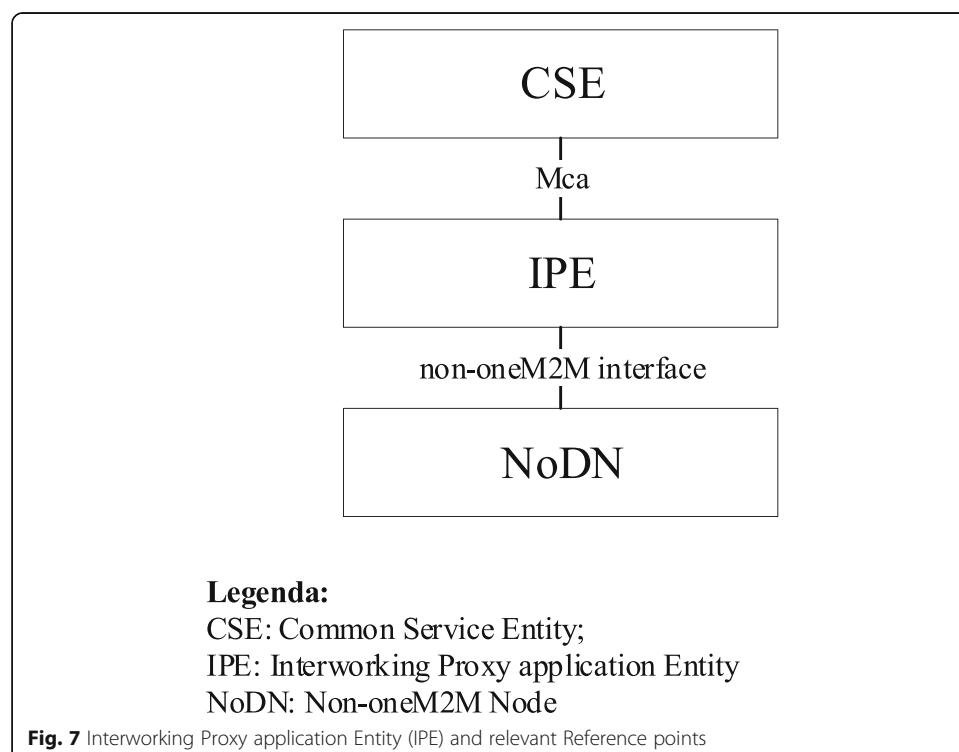 CSE
Mca
IPE
non-oneM2M interface
NoDN
Legenda:
CSE: Common Service Entity;
IPE: Interworking Proxy application Entity
NoDN: Non-oneM2M Node
Fig. 7 Interworking Proxy application Entity (IPE) and relevant Reference points